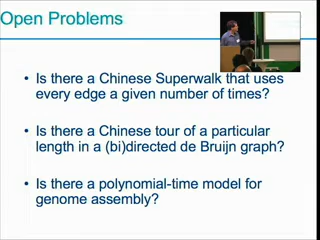 Open Problems
• Is there a Chinese Superwalk that uses
every edge a given number of times?
• Is there a Chinese tour of a particular
length in a (bi)directed de Bruijn graph?
• Is there a polynomial-time model for
genome assembly?